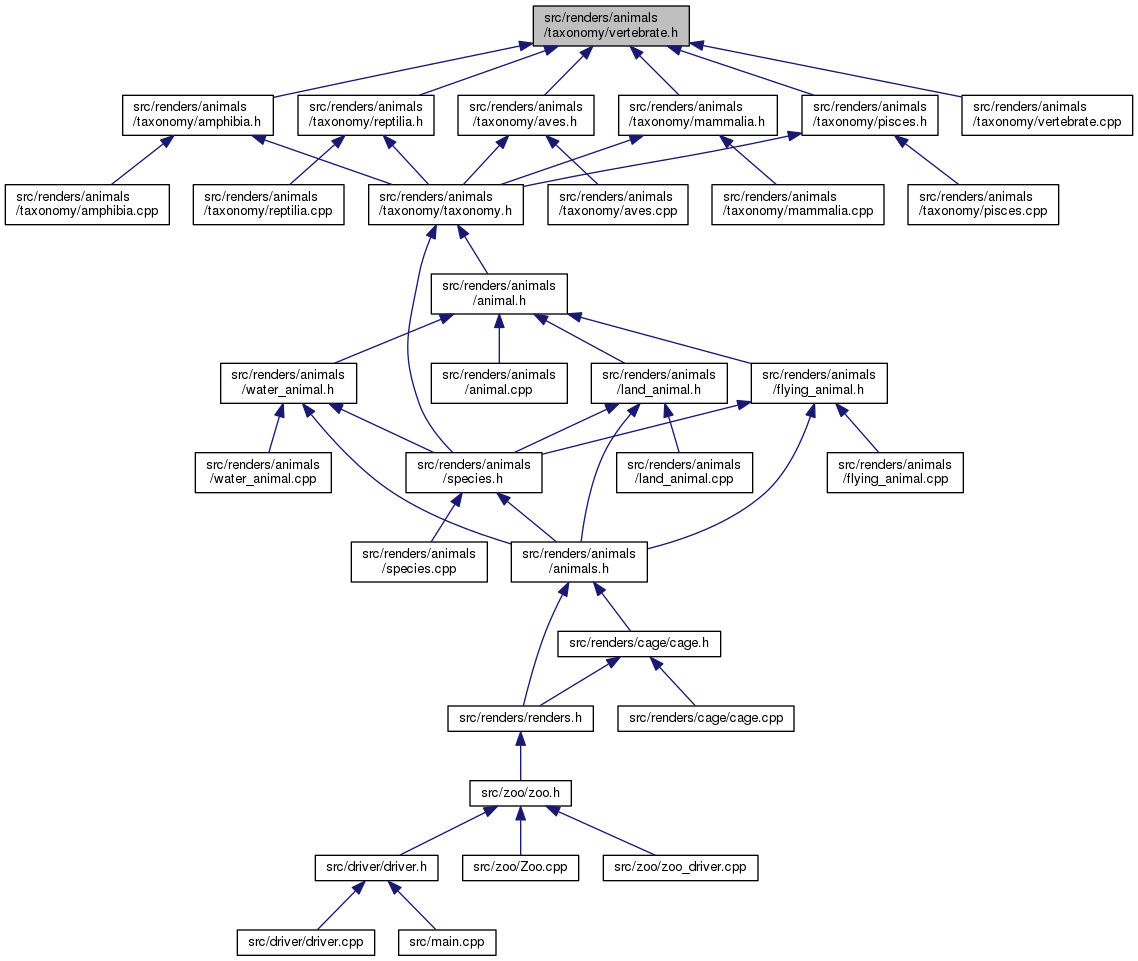 src/renders/animals
/taxonomy/vertebrate.h
src/renders/animals
/taxonomy/amphibia.h
src/renders/animals
/taxonomy/reptilia.h
src/renders/animals
/taxonomy/aves.h
src/renders/animals
/taxonomy/mammalia.h
src/renders/animals
/taxonomy/pisces.h
src/renders/animals
/taxonomy/vertebrate.cpp
src/renders/animals
/taxonomy/amphibia.cpp
src/renders/animals
/taxonomy/reptilia.cpp
src/renders/animals
/taxonomy/taxonomy.h
src/renders/animals
/taxonomy/aves.cpp
src/renders/animals
/taxonomy/mammalia.cpp
src/renders/animals
/taxonomy/pisces.cpp
src/renders/animals
/animal.h
src/renders/animals
/water_animal.h
src/renders/animals
/animal.cpp
src/renders/animals
/land_animal.h
src/renders/animals
/flying_animal.h
src/renders/animals
/water_animal.cpp
src/renders/animals
/species.h
src/renders/animals
/land_animal.cpp
src/renders/animals
/flying_animal.cpp
src/renders/animals
/species.cpp
src/renders/animals
/animals.h
src/renders/cage/cage.h
src/renders/renders.h
src/renders/cage/cage.cpp
src/zoo/zoo.h
src/driver/driver.h
src/zoo/Zoo.cpp
src/zoo/zoo_driver.cpp
src/driver/driver.cpp
src/main.cpp